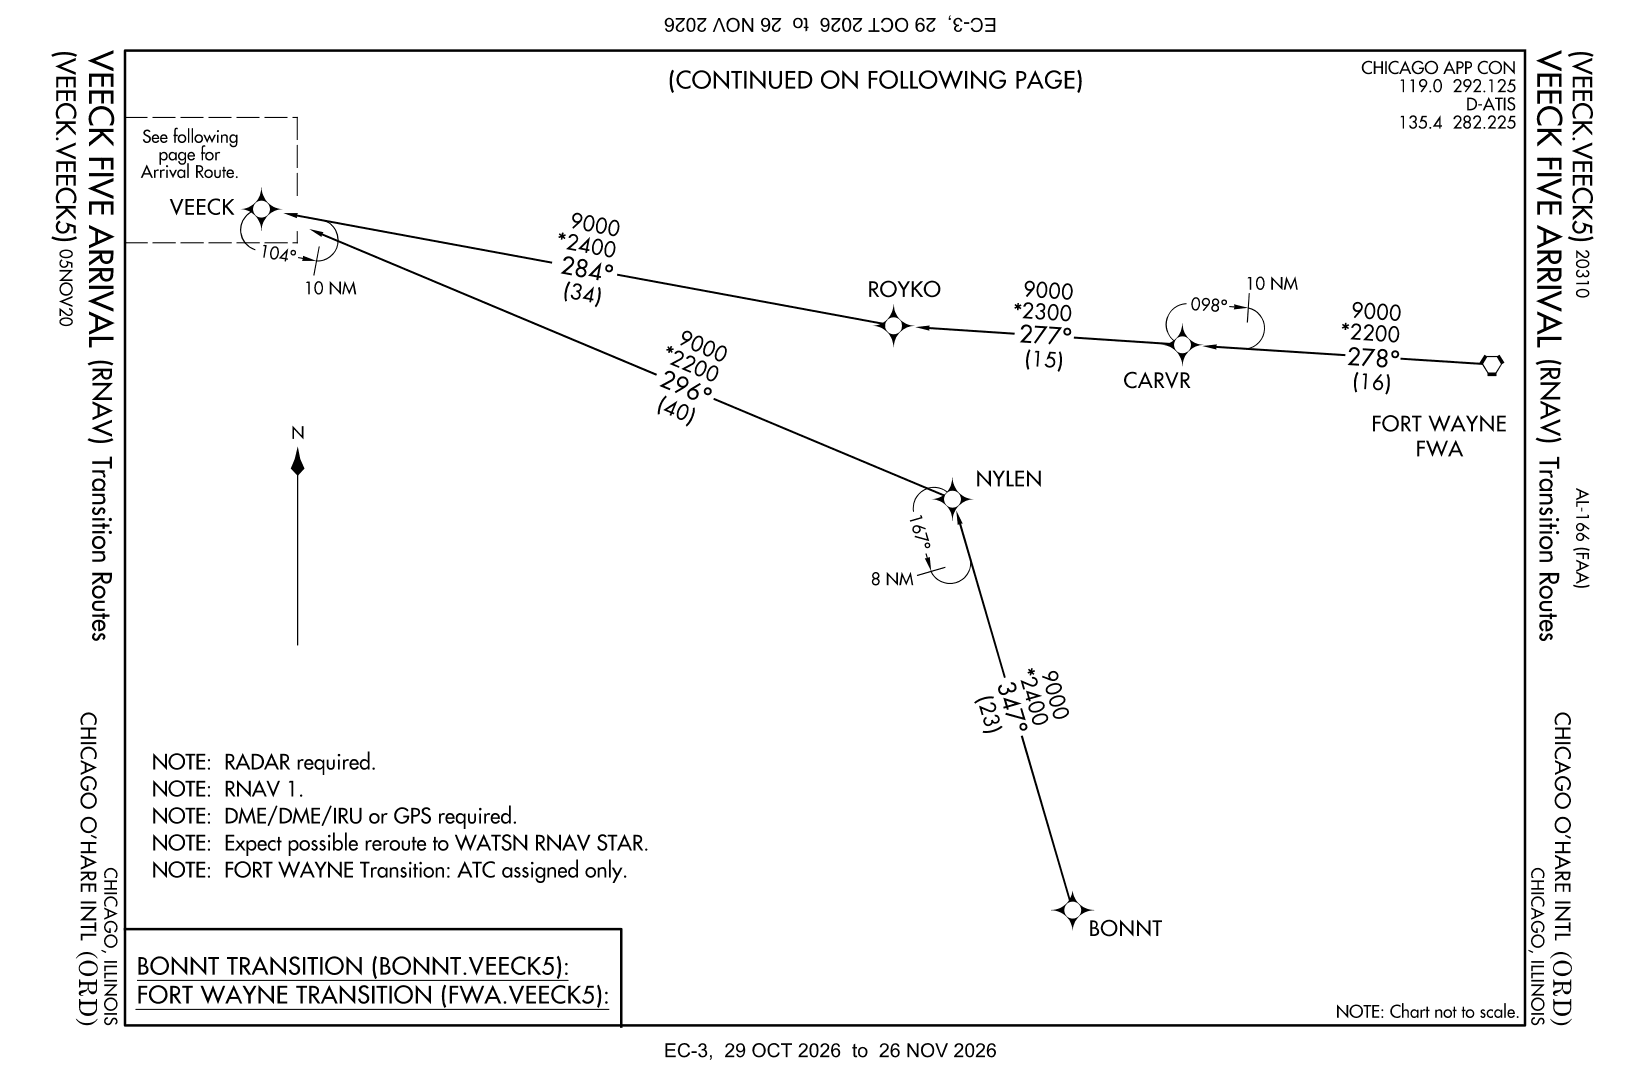 EC-3, 29 OCT 2026 to 26 NOV 2026
(VEECK.VEECK5) 05NOV20
VEECK FIVE ARRIVAL (RNAV) Transition Routes
CHICAGO O'HARE INTL (ORD)
CHICAGO, ILLINOIS
(CONTINUED ON FOLLOWING PAGE)
CHICAGO APP CON
119.0 292.125
D-ATIS
135.4 282.225
See following
page for
Arrival Route.
VEECK
104°
10 NM
9000
*2400
284°
(34)
ROYKO
9000
*2300
277°
(15)
098°
10 NM
CARVR
9000
*2200
278°
(16)
FORT WAYNE
FWA
9000
*2200
296°
(40)
N
NYLEN
167°
8 NM
9000
*2400
347°
(23)
BONNT
NOTE: RADAR required.
NOTE: RNAV 1.
NOTE: DME/DME/IRU or GPS required.
NOTE: Expect possible reroute to WATSN RNAV STAR.
NOTE: FORT WAYNE Transition: ATC assigned only.
BONNT TRANSITION (BONNT.VEECK5):
FORT WAYNE TRANSITION (FWA.VEECK5):
NOTE: Chart not to scale.
(VEECK.VEECK5) 20310
VEECK FIVE ARRIVAL (RNAV) Transition Routes
AL-166 (FAA)
CHICAGO O'HARE INTL (ORD)
CHICAGO, ILLINOIS
EC-3, 29 OCT 2026 to 26 NOV 2026